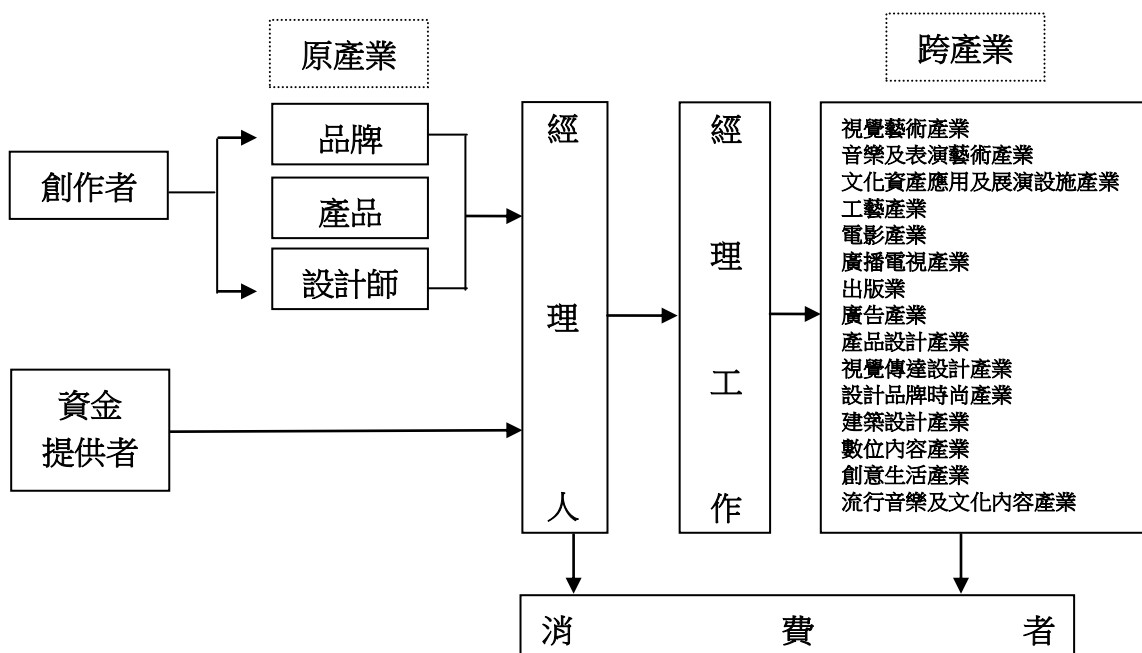 原產業
跨產業
創作者
品牌
產品
設計師
資金
提供者
經理人
經理工作
視覺藝術產業
音樂及表演藝術產業
文化資產應用及展演設施產業
工藝產業
電影產業
廣播電視產業
出版業
廣告產業
產品設計產業
視覺傳達設計產業
設計品牌時尚產業
建築設計產業
數位內容產業
創意生活產業
流行音樂及文化內容產業
消費者